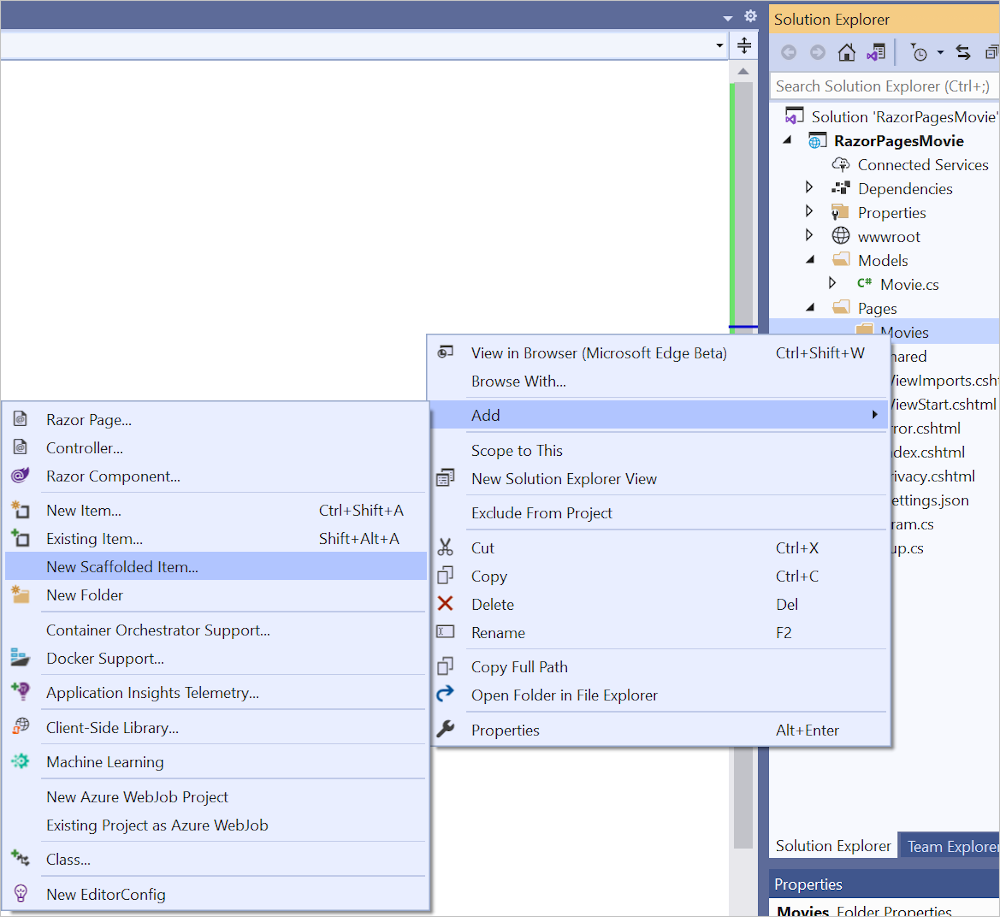 Solution Explorer
Search Solution Explorer (Ctrl+;)
Solution 'RazorPagesMovie'
RazorPagesMovie
Connected Services
Dependencies
Properties
wwwroot
Models
C# Movie.cs
Pages
Movies
ared
iewImports.csh
iewStart.cshtml
ror.cshtml
dex.cshtml
ivacy.cshtml
ettings.json
ram.cs
up.cs
View in Browser (Microsoft Edge Beta) Ctrl+Shift+W
Browse With...
Add
Scope to This
New Solution Explorer View
Exclude From Project
Cut Ctrl+X
Copy Ctrl+C
Delete Del
Rename F2
Copy Full Path
Open Folder in File Explorer
Properties Alt+Enter
Razor Page...
Controller...
Razor Component...
New Item... Ctrl+Shift+A
Existing Item... Shift+Alt+A
New Scaffolded Item...
New Folder
Container Orchestrator Support...
Docker Support...
Application Insights Telemetry...
Client-Side Library...
Machine Learning
New Azure WebJob Project
Existing Project as Azure WebJob
Class...
New EditorConfig
Solution Explorer Team Explorer
Properties
Movies Folder Properties